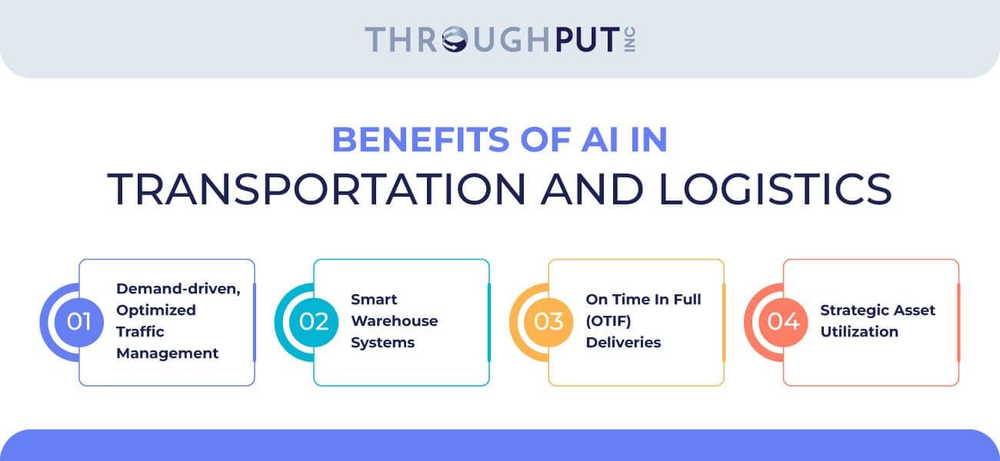 THROUGHPUT INC
BENEFITS OF AI IN
TRANSPORTATION AND LOGISTICS
01
Demand-driven,
Optimized
Traffic
Management
02
Smart
Warehouse
Systems
03
On Time In Full
(OTIF)
Deliveries
04
Strategic Asset
Utilization